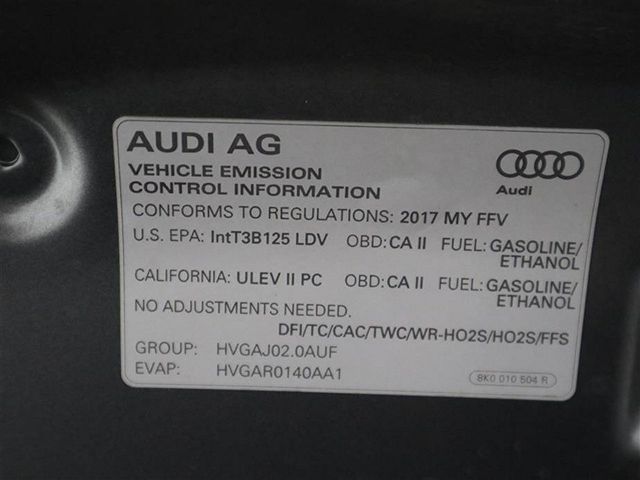 AUDI AG
VEHICLE EMISSION
CONTROL INFORMATION
Audi
CONFORMS TO REGULATIONS: 2017 MY FFV
U.S. EPA: IntT3B125 LDV OBD: CA II FUEL: GASOLINE/
ETHANOL
CALIFORNIA: ULEV II PC OBD: CA II FUEL: GASOLINE/
ETHANOL
NO ADJUSTMENTS NEEDED.
DFI/TC/CAC/TWC/WR-HO2S/HO2S/FFS
GROUP: HVGAJ02.0AUF
EVAP: HVGAR0140AA1
8K0 010 504 R